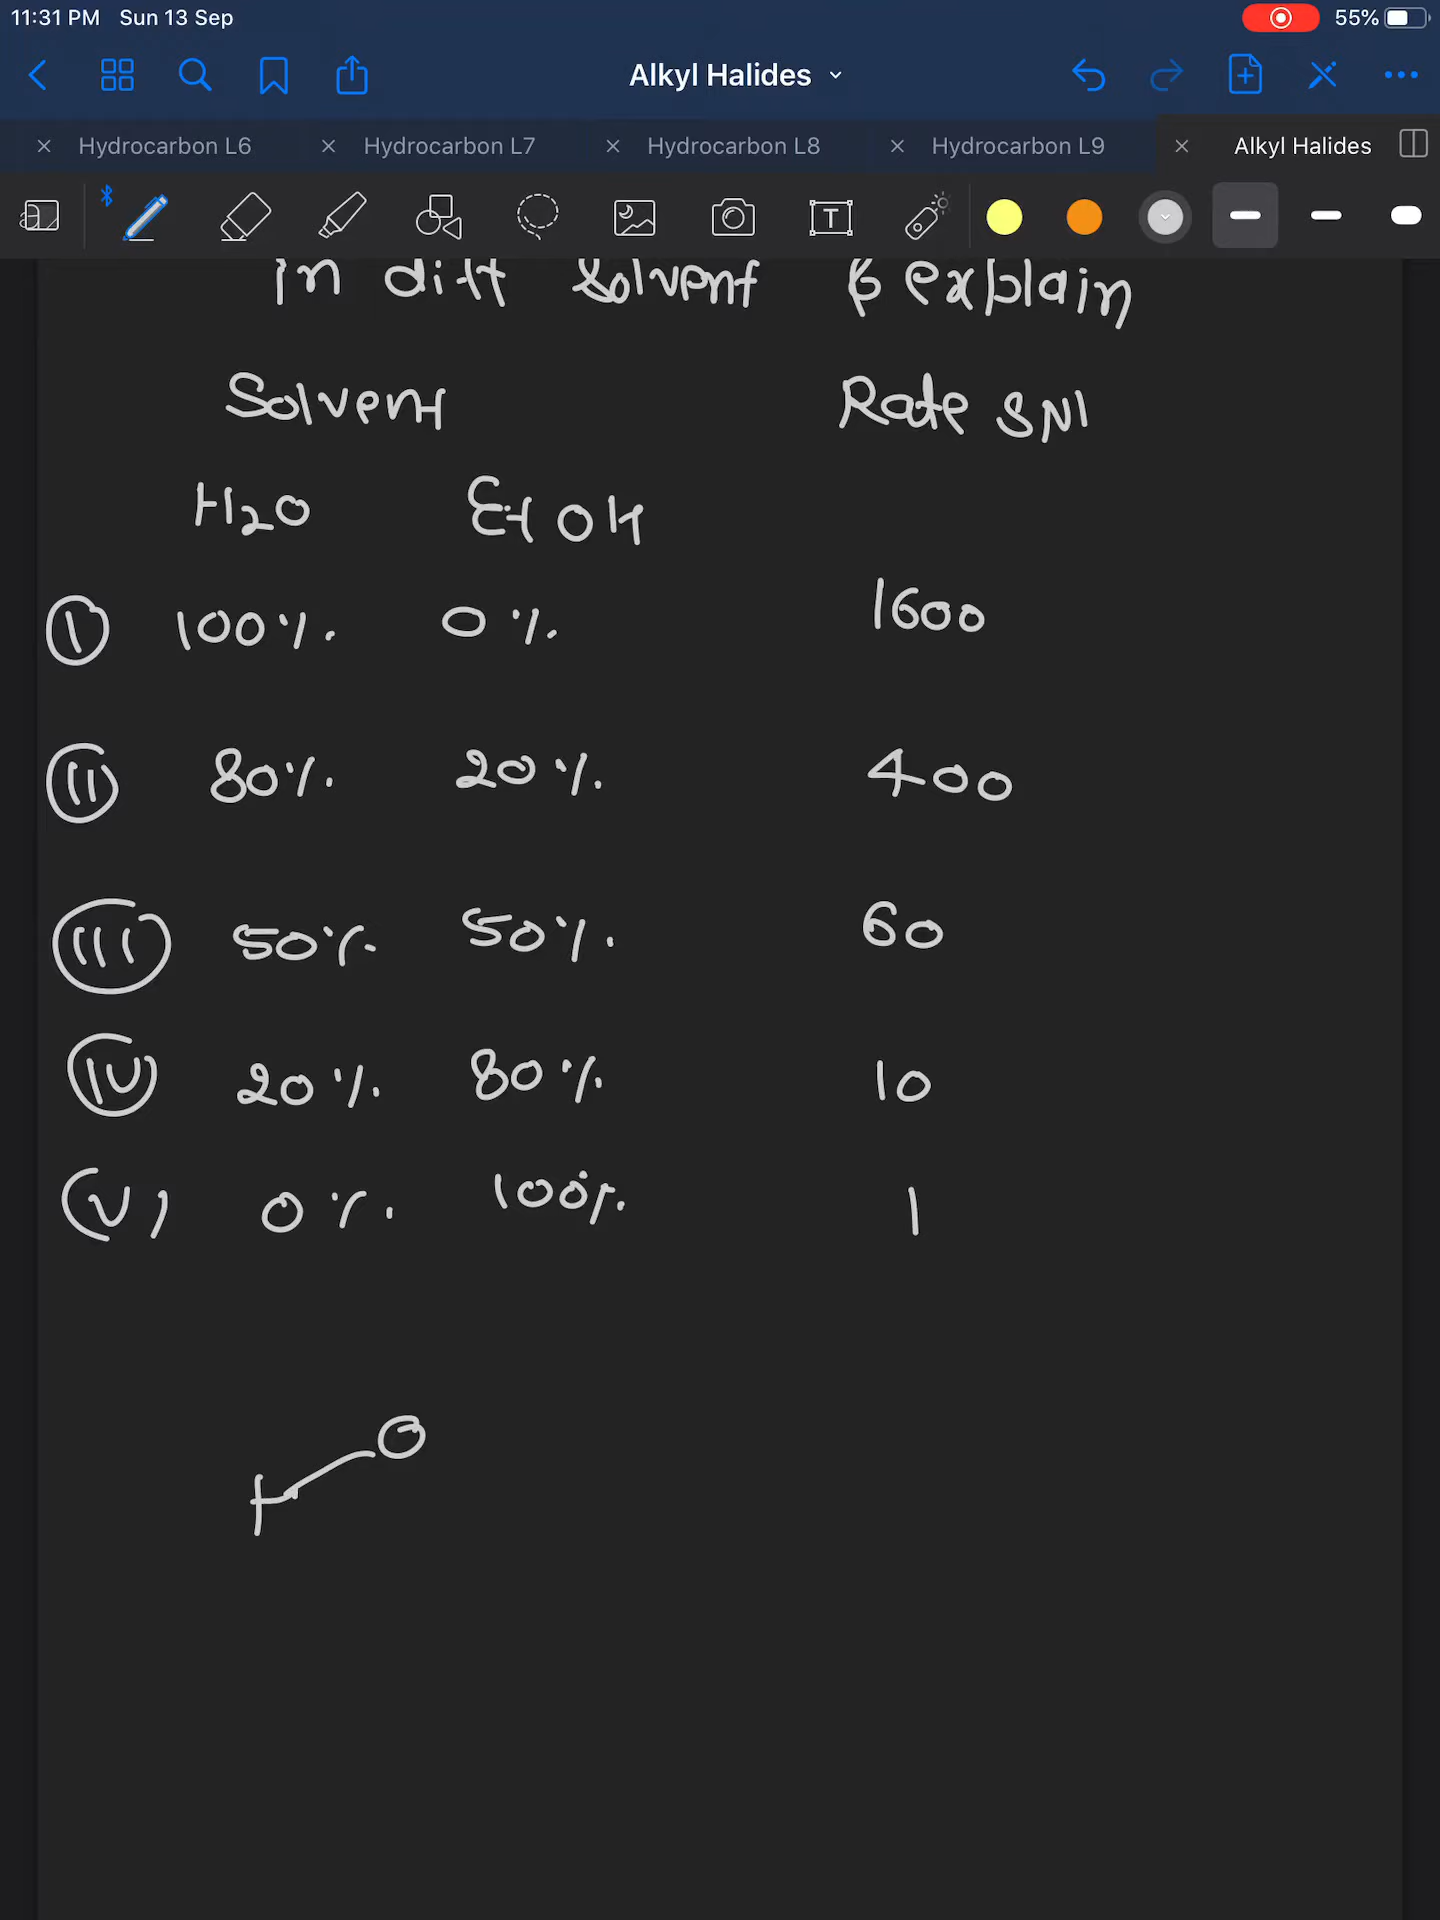 11:31 PM Sun 13 Sep 55%
Alkyl Halides
Hydrocarbon L6 Hydrocarbon L7 Hydrocarbon L8 Hydrocarbon L9 Alkyl Halides
in diff solvent & explain
Solvent Rate SN1
H2O EtOH
(I) 100% 0% 1600
(II) 80% 20% 400
(III) 50% 50% 60
(IV) 20% 80% 10
(V) 0% 100% 1
H-O